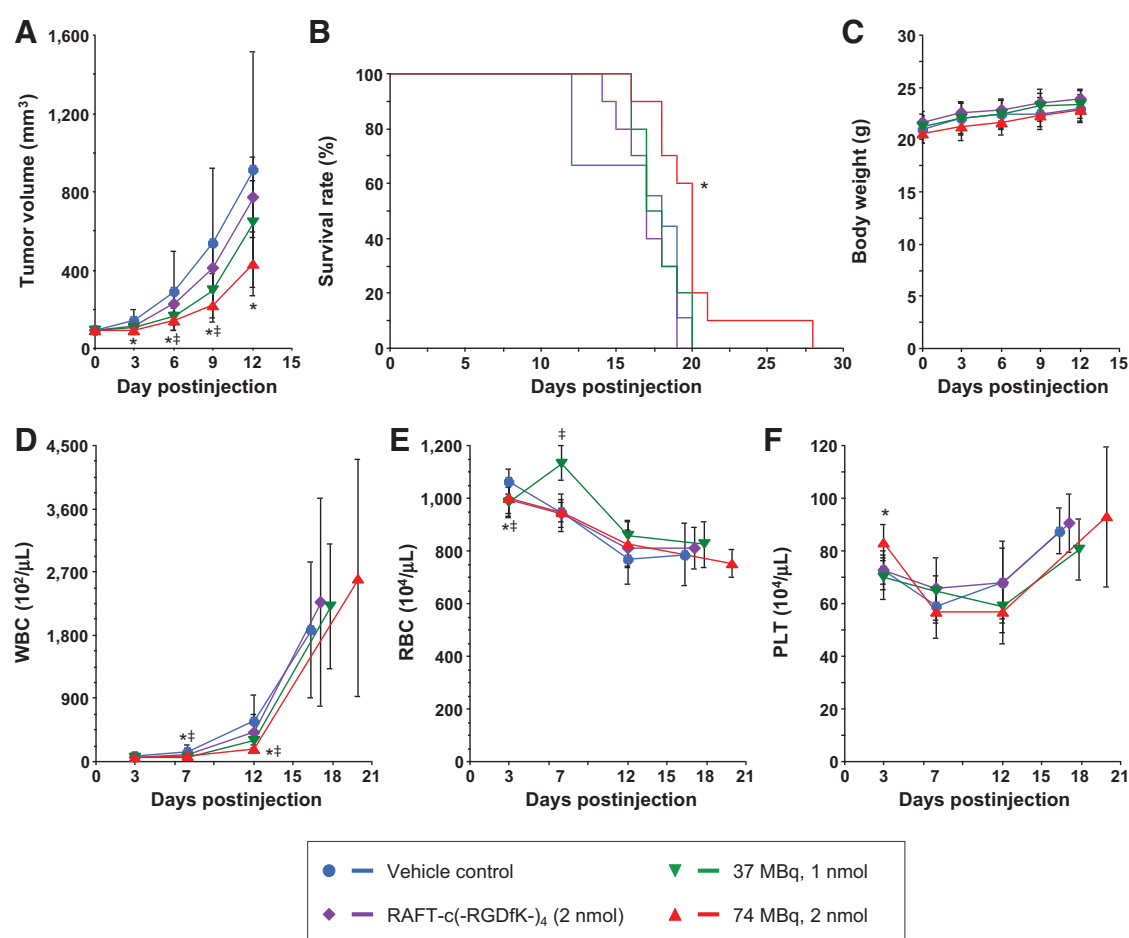 A
1,600
1,200
800
400
0
Tumor volume (mm³)
*
*‡
*‡
*
0 3 6 9 12 15
Day postinjection
B
100
80
60
40
20
0
Survival rate (%)
*
0 5 10 15 20 25 30
Days postinjection
C
30
25
20
15
10
5
0
Body weight (g)
0 3 6 9 12 15
Days postinjection
D
4,500
3,600
2,700
1,800
900
0
WBC (10²/μL)
*‡
*‡
0 3 7 12 15 18 21
Days postinjection
E
1,200
1,000
800
600
400
200
0
RBC (10⁴/μL)
‡
*‡
0 3 7 12 15 18 21
Days postinjection
F
120
100
80
60
40
20
0
PLT (10⁴/μL)
*
0 3 7 12 15 18 21
Days postinjection
Vehicle control
RAFT-c(-RGDfK-)₄ (2 nmol)
37 MBq, 1 nmol
74 MBq, 2 nmol